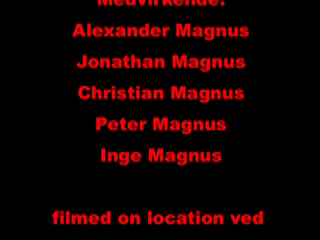 Medvirkende:
Alexander Magnus
Jonathan Magnus
Christian Magnus
Peter Magnus
Inge Magnus
filmed on location ved